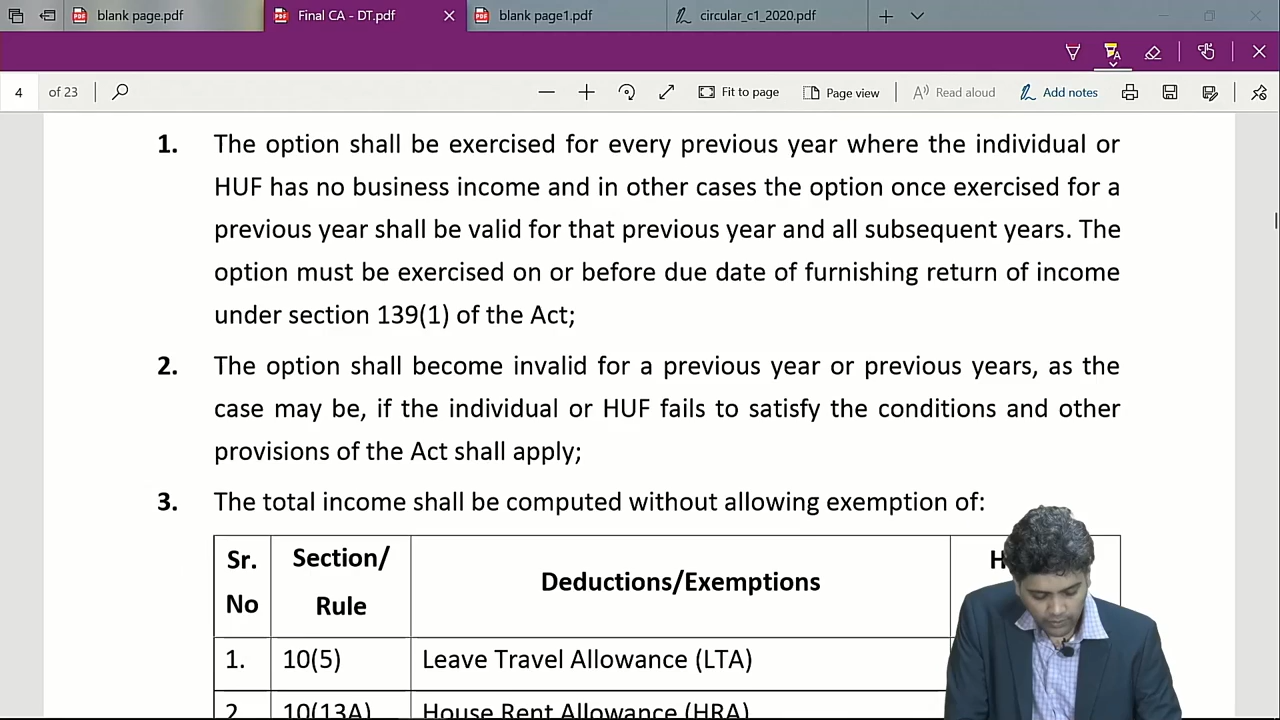 blank page.pdf
Final CA - DT.pdf
blank page1.pdf
circular_c1_2020.pdf
4 of 23
Fit to page
Page view
Read aloud
Add notes
1. The option shall be exercised for every previous year where the individual or
HUF has no business income and in other cases the option once exercised for a
previous year shall be valid for that previous year and all subsequent years. The
option must be exercised on or before due date of furnishing return of income
under section 139(1) of the Act;
2. The option shall become invalid for a previous year or previous years, as the
case may be, if the individual or HUF fails to satisfy the conditions and other
provisions of the Act shall apply;
3. The total income shall be computed without allowing exemption of:
Sr.
No
Section/
Rule
Deductions/Exemptions
1. 10(5) Leave Travel Allowance (LTA)
2. 10(13A) House Rent Allowance (HRA)